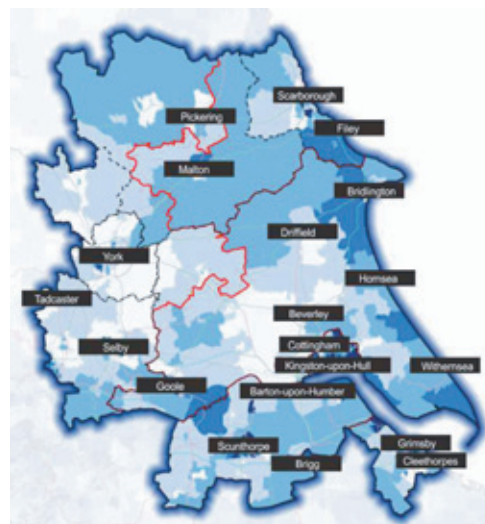 Scarborough
Pickering
Filey
Malton
Bridlington
Driffield
York
Hornsea
Tadcaster
Beverley
Selby
Cottingham
Kingston-upon-Hull
Withernsea
Goole
Barton-upon-Humber
Scunthorpe
Grimsby
Brigg
Cleethorpes